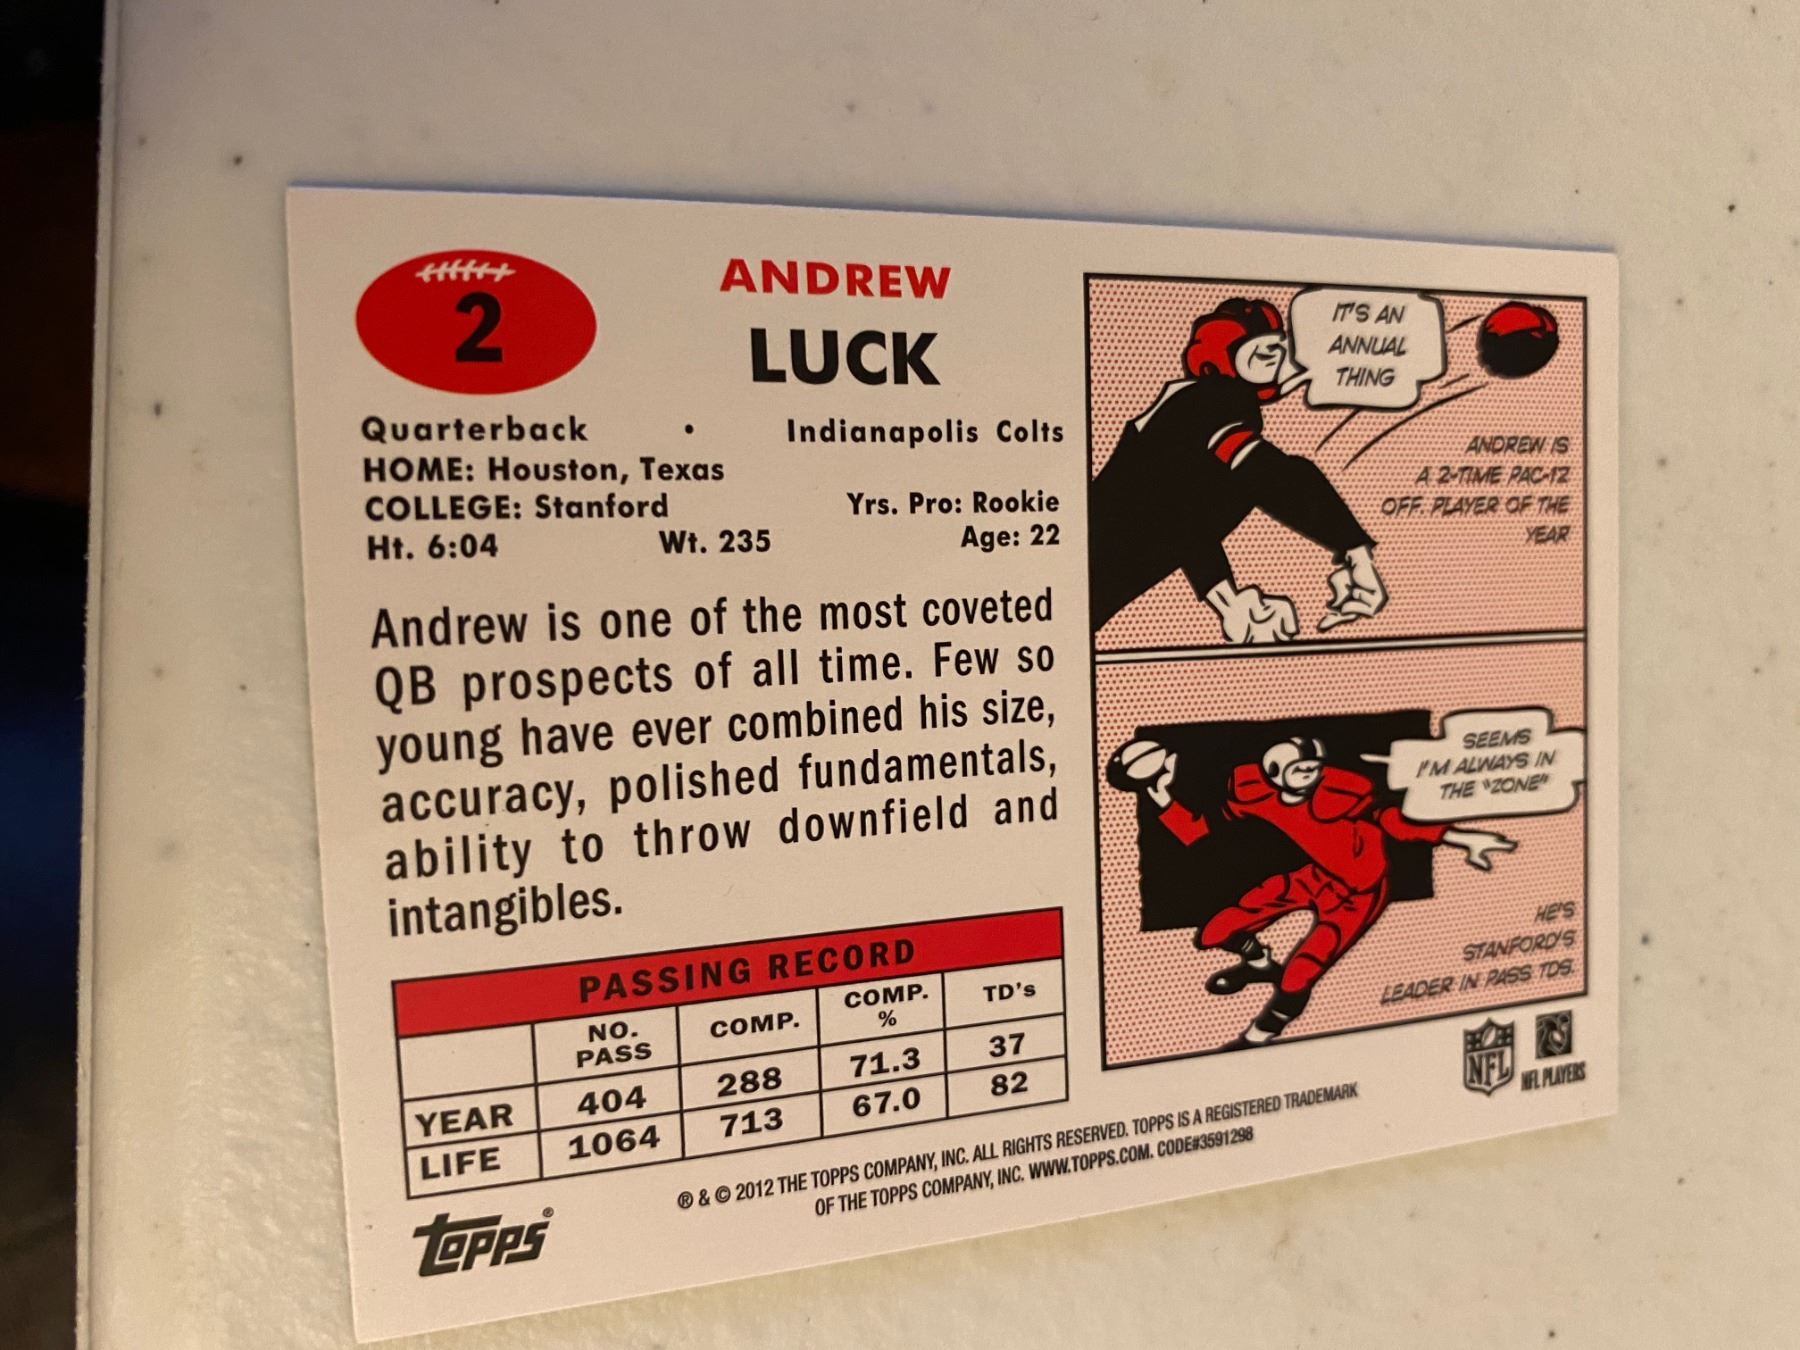 2
ANDREW
LUCK
Quarterback • Indianapolis Colts
HOME: Houston, Texas
COLLEGE: Stanford Yrs. Pro: Rookie
Ht. 6:04 Wt. 235 Age: 22
Andrew is one of the most coveted
QB prospects of all time. Few so
young have ever combined his size,
accuracy, polished fundamentals,
ability to throw downfield and
intangibles.
PASSING RECORD
NO. PASS COMP. COMP. % TD's
YEAR 404 288 71.3 37
LIFE 1064 713 67.0 82
topps®
® & © 2012 THE TOPPS COMPANY, INC. ALL RIGHTS RESERVED. TOPPS IS A REGISTERED TRADEMARK
OF THE TOPPS COMPANY, INC. WWW.TOPPS.COM. CODE#3591298
IT'S AN
ANNUAL
THING
ANDREW IS
A 2-TIME PAC-12
OFF. PLAYER OF THE
YEAR
SEEMS
I'M ALWAYS IN
THE "ZONE"
HE'S
STANFORD'S
LEADER IN PASS TDS.
NFL
NFL PLAYERS